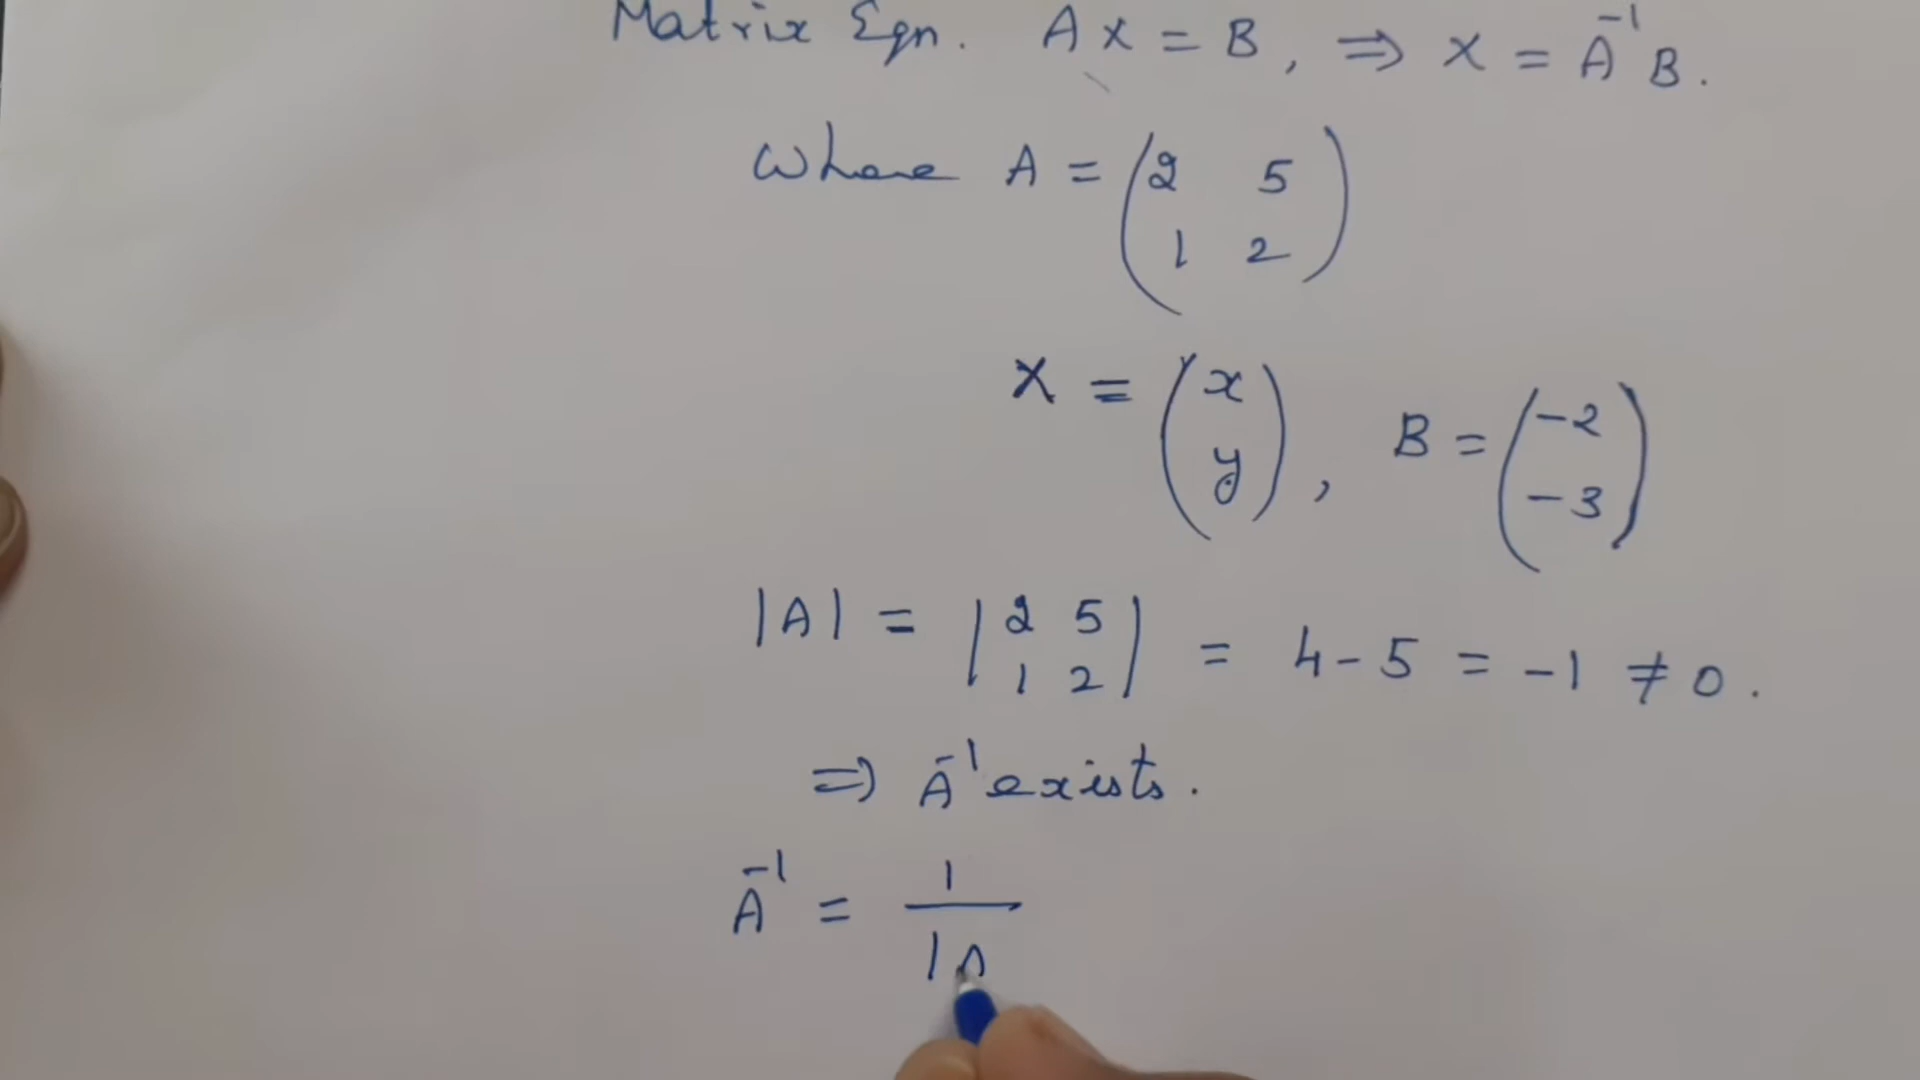 Matrix Eqn. AX = B, ⇒ X = A⁻¹B.
Where A = (2 5
1 2)
X = (x
y), B = (-2
-3)
|A| = |2 5
1 2| = 4 - 5 = -1 ≠ 0.
⇒ A⁻¹ exists.
A⁻¹ = 1
|A